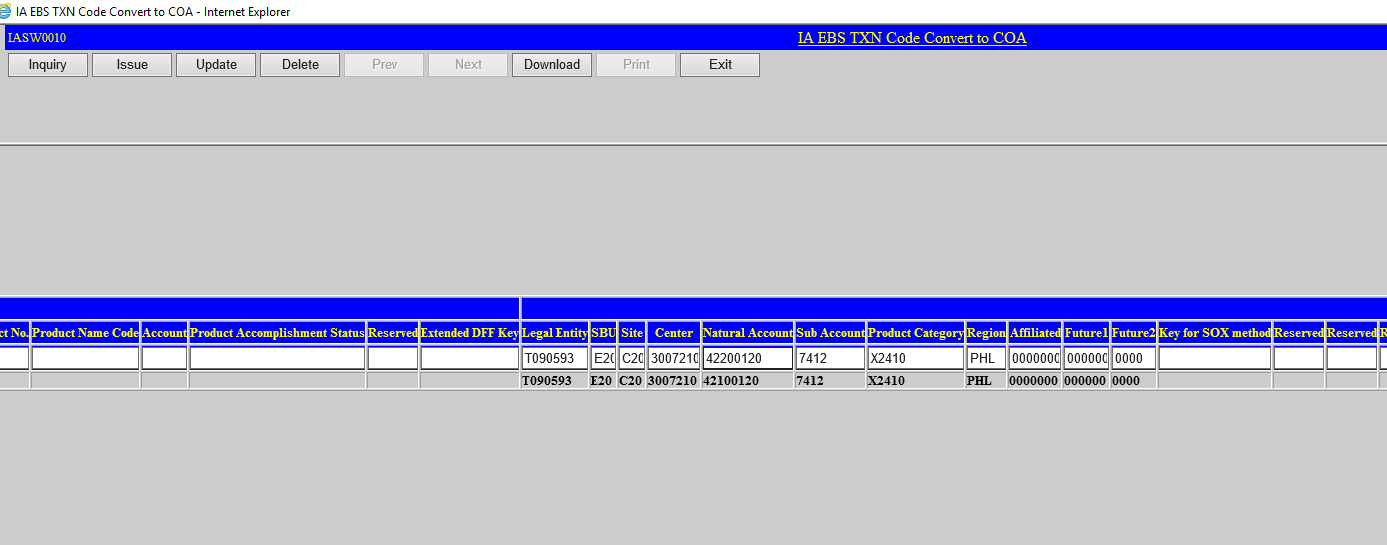 IA EBS TXN Code Convert to COA - Internet Explorer
IASW0010 IA EBS TXN Code Convert to COA
Inquiry Issue Update Delete Prev Next Download Print Exit
ct No. Product Name Code Account Product Accomplishment Status Reserved Extended DFF Key Legal Entity SBU Site Center Natural Account Sub Account Product Category Region Affiliated Future1 Future2 Key for SOX method Reserved Reserved R
T090593 E20 C20 3007210 42200120 7412 X2410 PHL 0000000 000000 0000
T090593 E20 C20 3007210 42100120 7412 X2410 PHL 0000000 000000 0000